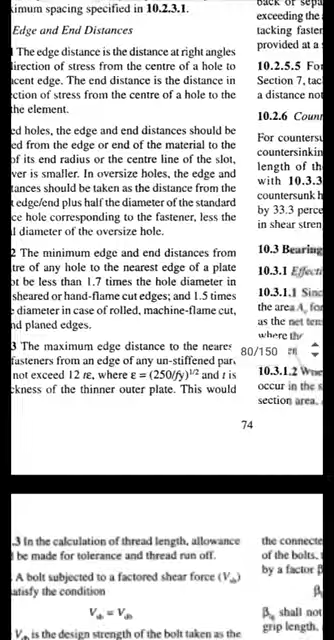 ximum spacing specified in 10.2.3.1.
Edge and End Distances
The edge distance is the distance at right angles
direction of stress from the centre of a hole to
acent edge. The end distance is the distance in
ction of stress from the centre of a hole to the
the element.
ed holes, the edge and end distances should be
ed from the edge or end of the material to the
of its end radius or the centre line of the slot,
ver is smaller. In oversize holes, the edge and
tances should be taken as the distance from the
edge/end plus half the diameter of the standard
ce hole corresponding to the fastener, less the
l diameter of the oversize hole.
2 The minimum edge and end distances from
tre of any hole to the nearest edge of a plate
ot be less than 1.7 times the hole diameter in
sheared or hand-flame cut edges; and 1.5 times
e diameter in case of rolled, machine-flame cut,
nd planed edges.
3 The maximum edge distance to the neares
fasteners from an edge of any un-stiffened par
not exceed 12 tε, where ε = (250/fy)1/2 and t is
ckness of the thinner outer plate. This would
back or sepa
exceeding the
tacking faster
provided at a
10.2.5.5 For
Section 7, tac
a distance not
10.2.6 Count
For countersu
countersinkin
length of th
with 10.3.3
countersunk h
by 33.3 perce
in shear stren
10.3 Bearing
10.3.1 Effecti
10.3.1.1 Sinc
the area A, for
as the net ten
where the
80/150
10.3.1.2 Whe
occur in the s
section area.
74
.3 In the calculation of thread length, allowance
be made for tolerance and thread run off.
A bolt subjected to a factored shear force (Vsb)
atisfy the condition
Vsb = Vdb
Vdb is the design strength of the bolt taken as the
the connecte
of the bolts,
by a factor β
βlg shall not
grip length.